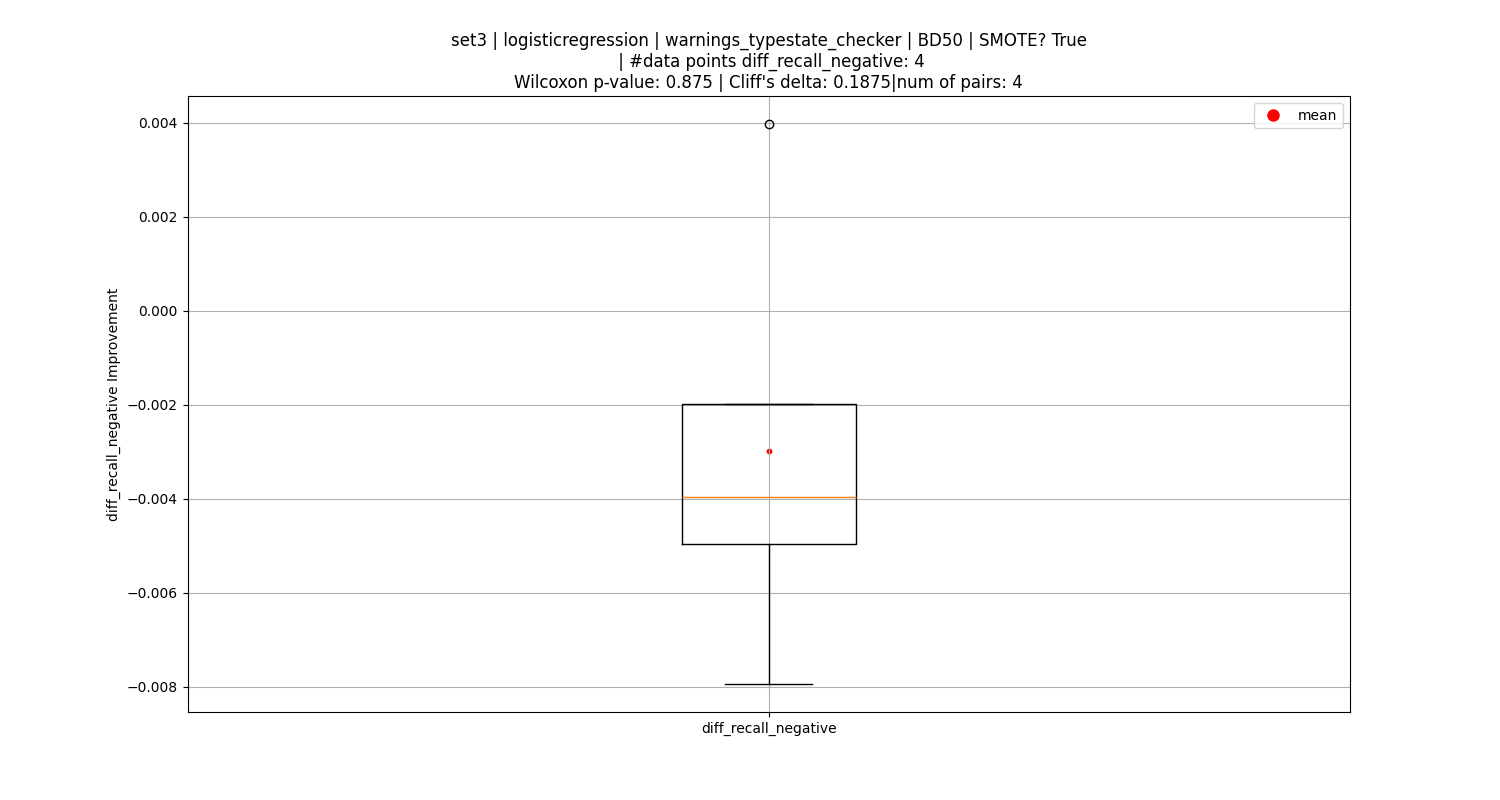 set3 | logisticregression | warnings_typestate_checker | BD50 | SMOTE? True
| #data points diff_recall_negative: 4
Wilcoxon p-value: 0.875 | Cliff's delta: 0.1875|num of pairs: 4
mean
0.004
0.002
0.000
−0.002
−0.004
−0.006
−0.008
diff_recall_negative Improvement
diff_recall_negative